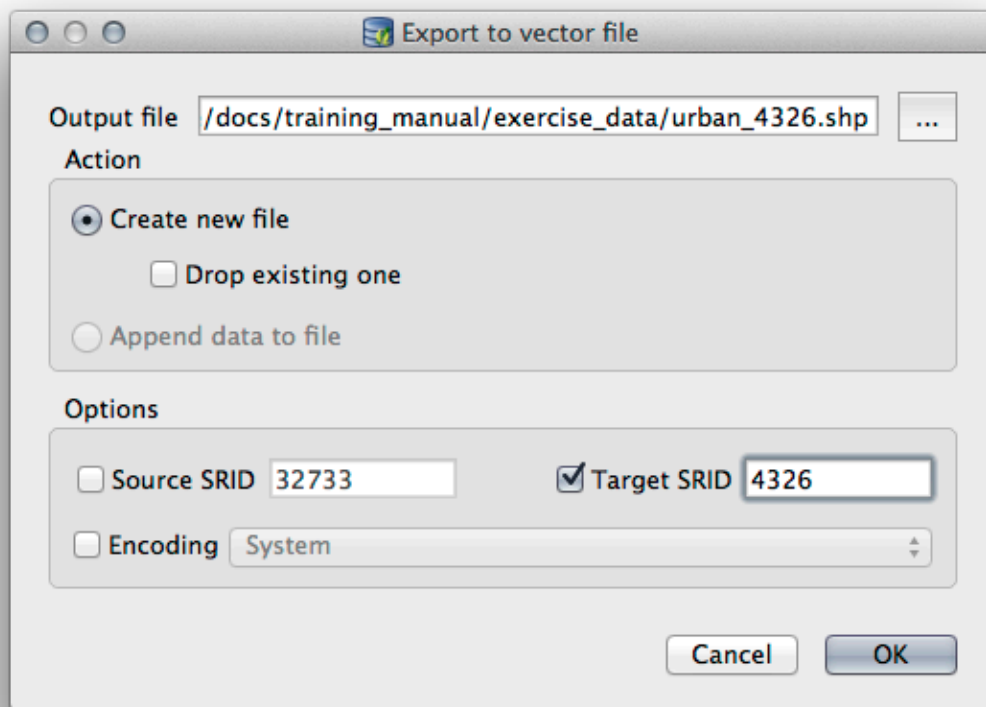 Export to vector file
Output file /docs/training_manual/exercise_data/urban_4326.shp ...
Action
Create new file
Drop existing one
Append data to file
Options
Source SRID 32733 Target SRID 4326
Encoding System
Cancel OK